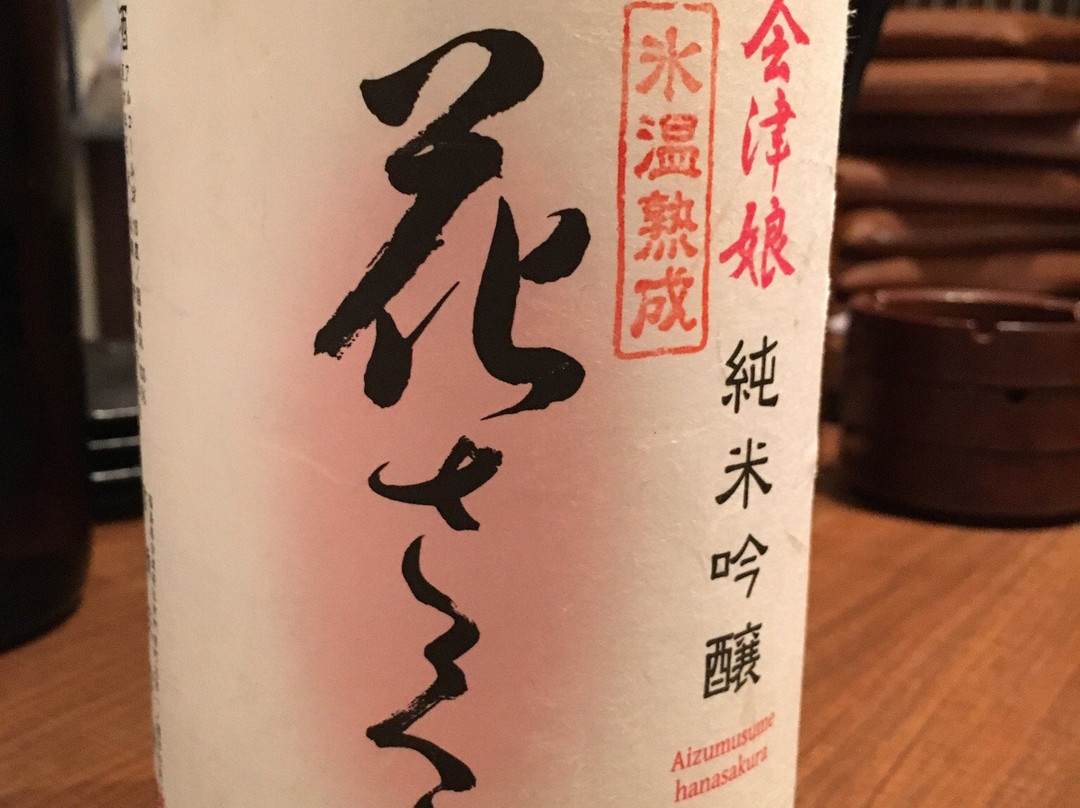 会津娘
氷温熟成
純米吟醸
花さく
Aizumusume
hanasakura